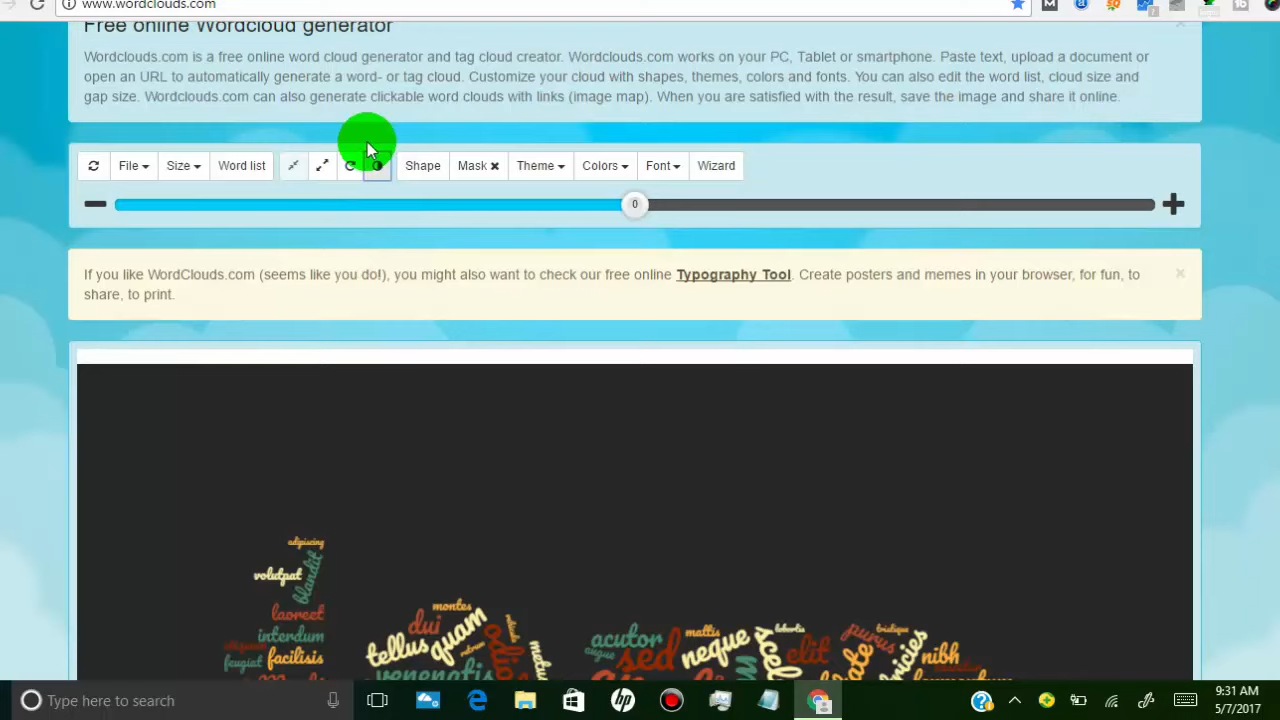 www.wordclouds.com
Free online Wordcloud generator
Wordclouds.com is a free online word cloud generator and tag cloud creator. Wordclouds.com works on your PC, Tablet or smartphone. Paste text, upload a document or
open an URL to automatically generate a word- or tag cloud. Customize your cloud with shapes, themes, colors and fonts. You can also edit the word list, cloud size and
gap size. Wordclouds.com can also generate clickable word clouds with links (image map). When you are satisfied with the result, save the image and share it online.
File Size Word list Shape Mask Theme Colors Font Wizard
0
If you like WordClouds.com (seems like you do!), you might also want to check our free online Typography Tool. Create posters and memes in your browser, for fun, to
share, to print.
adipiscing
volutpat
blandit
laoreet
interdum
feugiat
facilisis
montes
dui
tellus
quam
odio
venenatis
acutor
mattis
lobortis
sed
neque
elit
purus
tristique
nibh
Type here to search
9:31 AM
5/7/2017